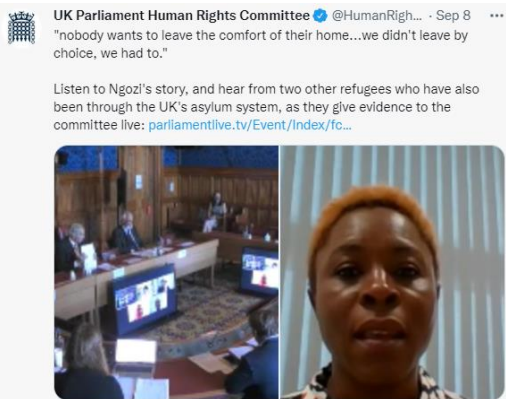 UK Parliament Human Rights Committee @HumanRigh... · Sep 8
"nobody wants to leave the comfort of their home...we didn't leave by
choice, we had to."
Listen to Ngozi's story, and hear from two other refugees who have also
been through the UK's asylum system, as they give evidence to the
committee live: parliamentlive.tv/Event/Index/fc...